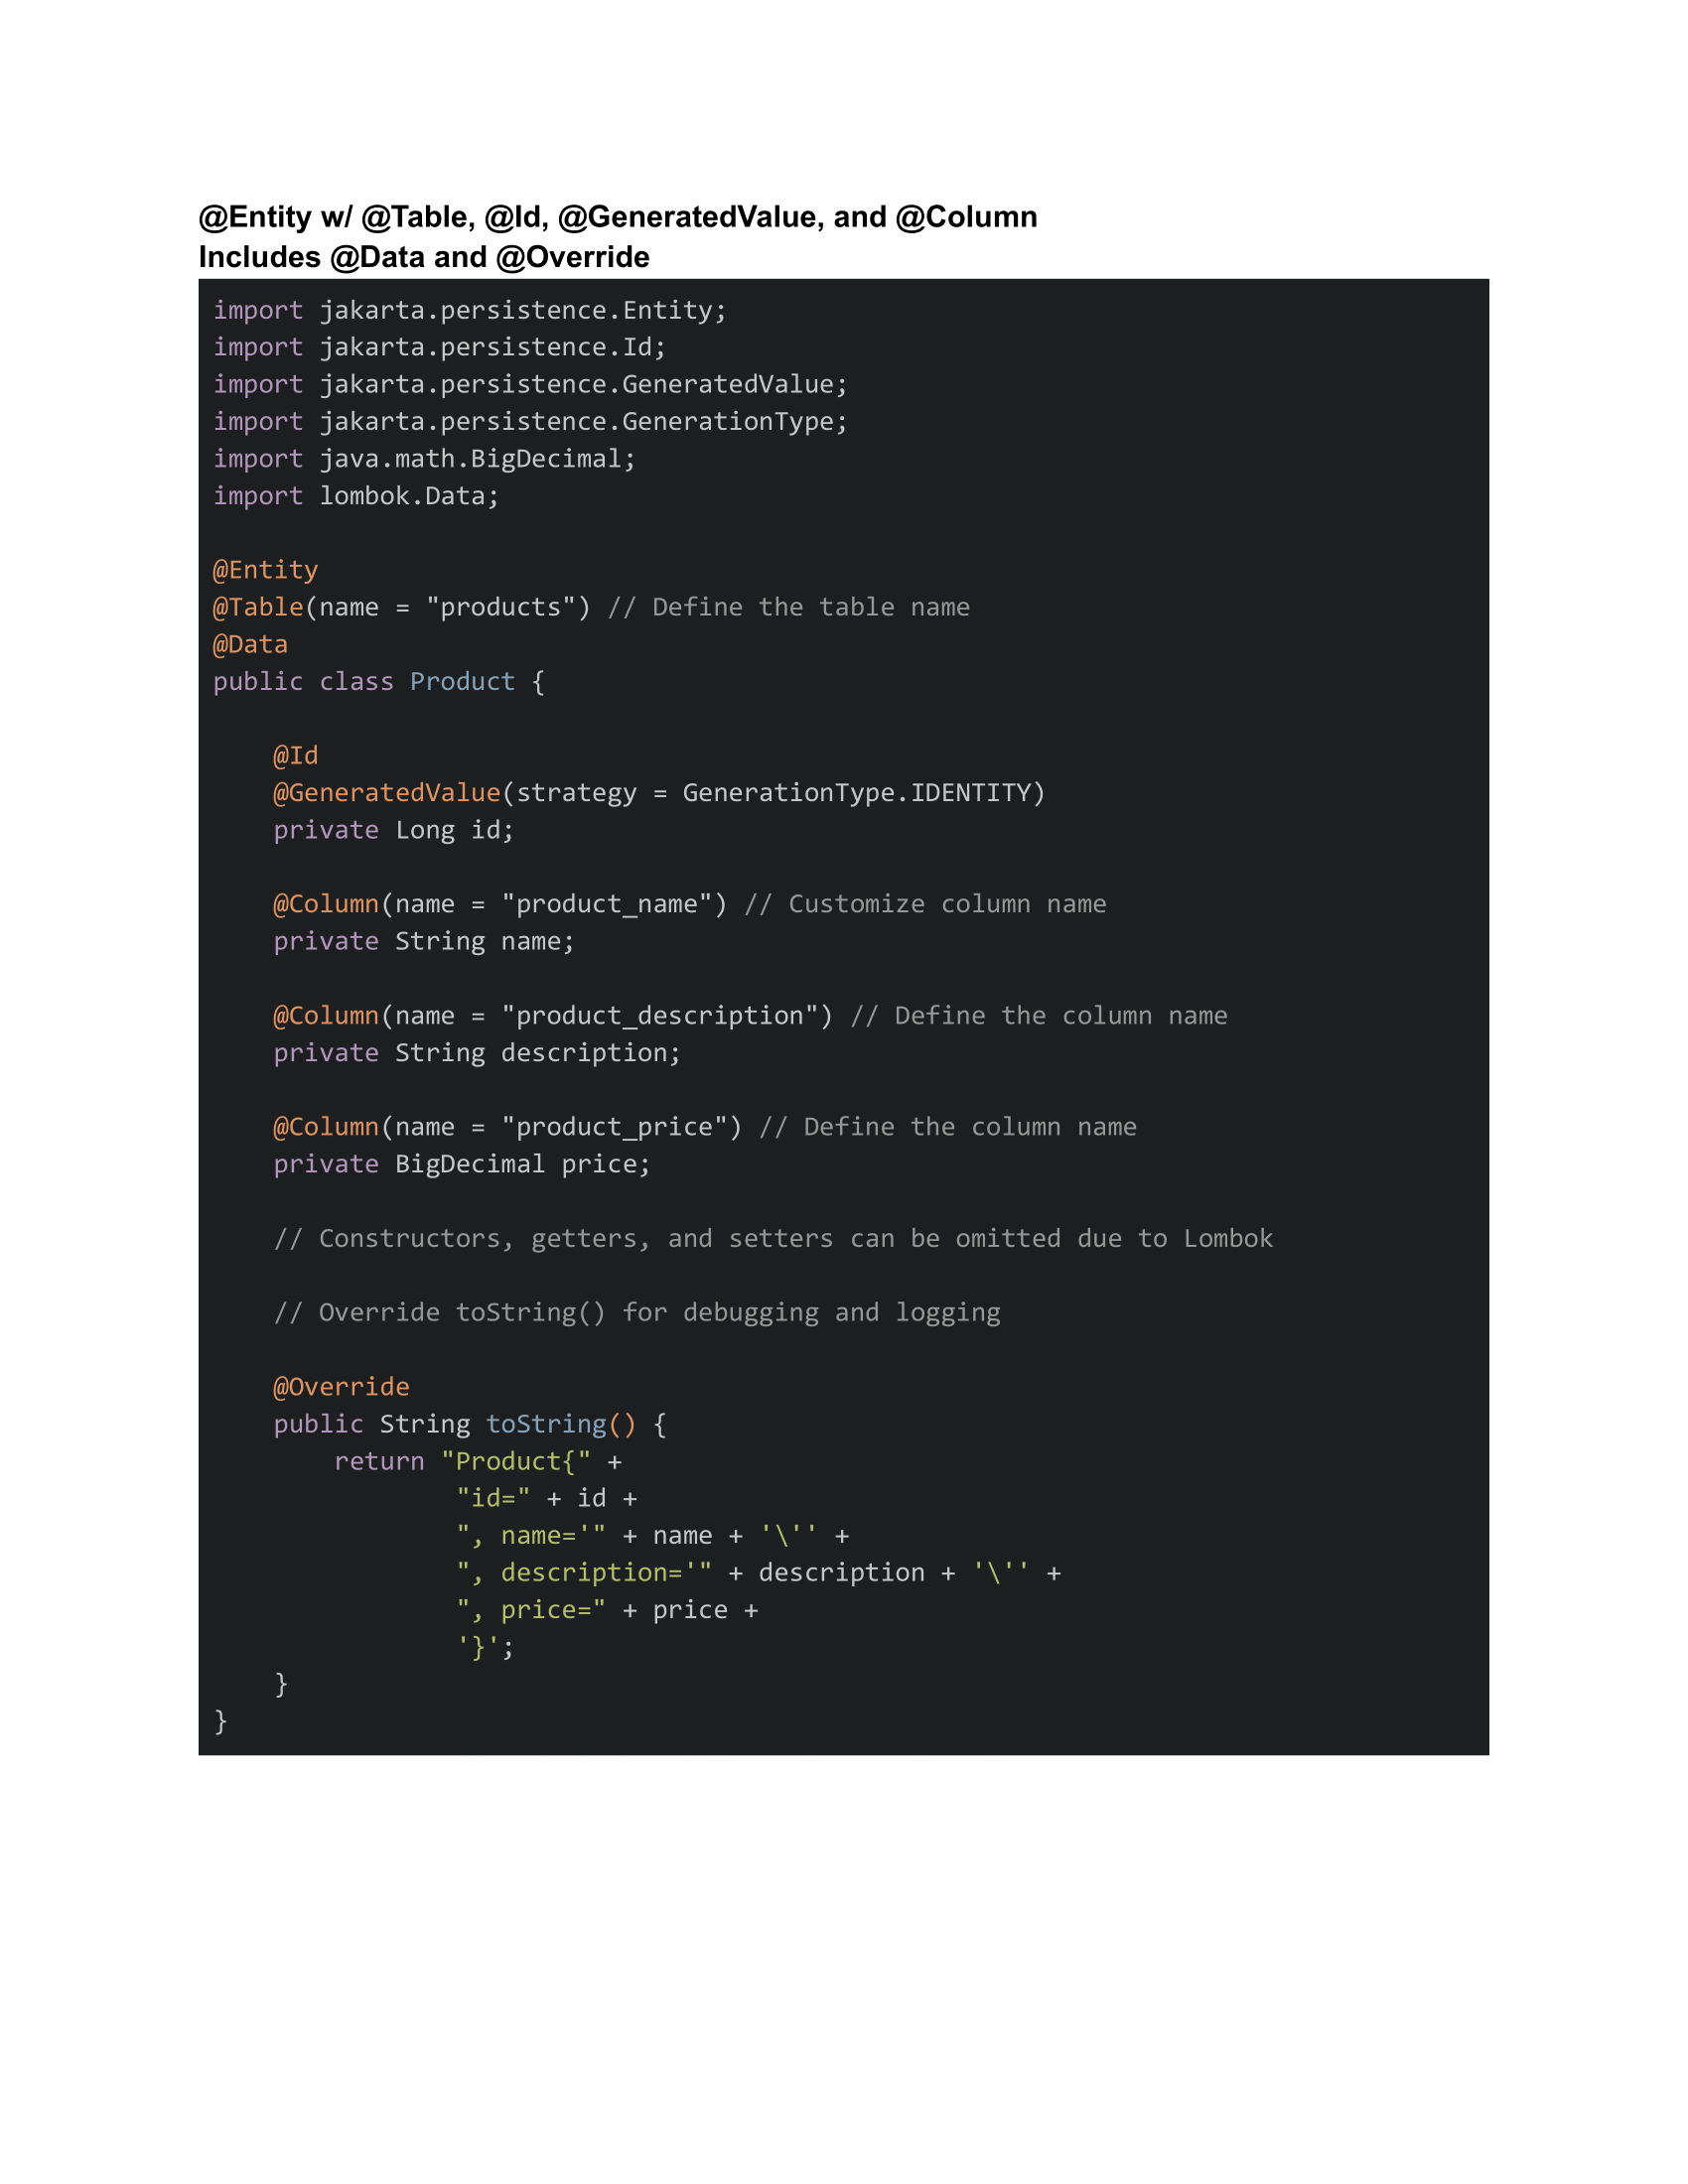 @Entity w/ @Table, @Id, @GeneratedValue, and @Column
Includes @Data and @Override
import jakarta.persistence.Entity;
import jakarta.persistence.Id;
import jakarta.persistence.GeneratedValue;
import jakarta.persistence.GenerationType;
import java.math.BigDecimal;
import lombok.Data;

@Entity
@Table(name = "products") // Define the table name
@Data
public class Product {

    @Id
    @GeneratedValue(strategy = GenerationType.IDENTITY)
    private Long id;

    @Column(name = "product_name") // Customize column name
    private String name;

    @Column(name = "product_description") // Define the column name
    private String description;

    @Column(name = "product_price") // Define the column name
    private BigDecimal price;

    // Constructors, getters, and setters can be omitted due to Lombok

    // Override toString() for debugging and logging

    @Override
    public String toString() {
        return "Product{" +
                "id=" + id +
                ", name='" + name + '\'' +
                ", description='" + description + '\'' +
                ", price=" + price +
                '}';
    }
}